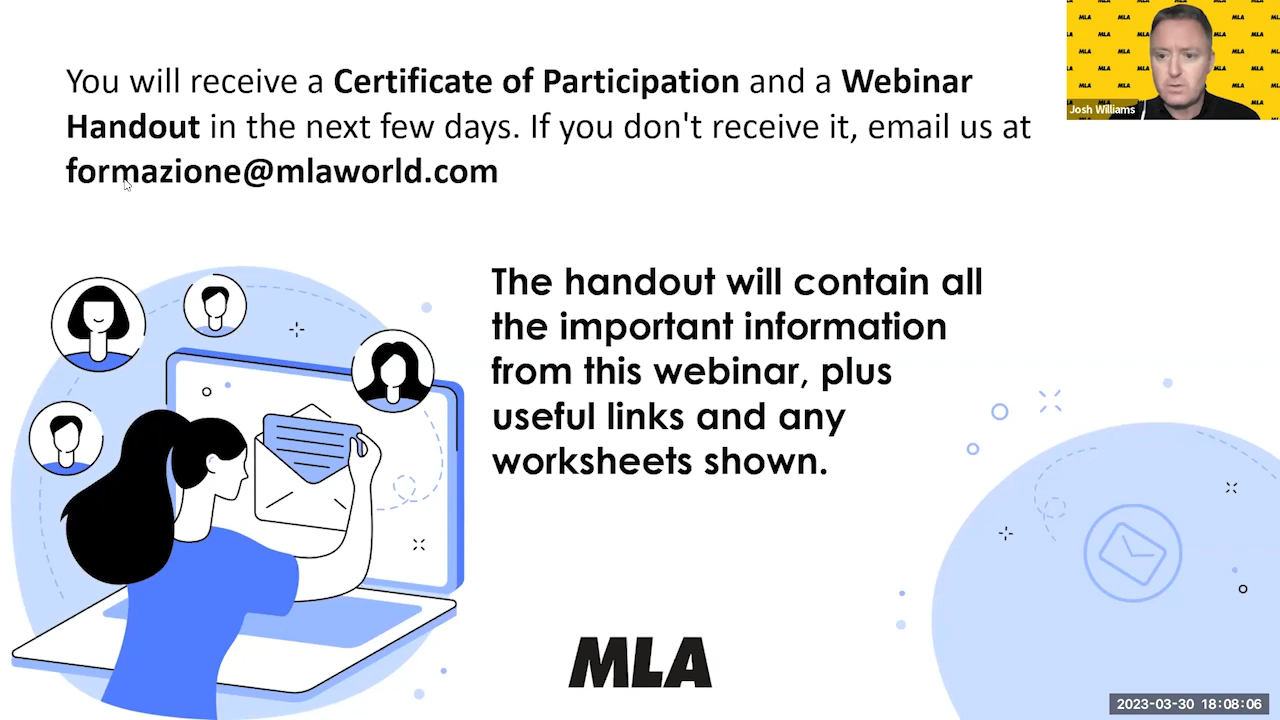 You will receive a Certificate of Participation and a Webinar
Handout in the next few days. If you don't receive it, email us at
formazione@mlaworld.com
The handout will contain all
the important information
from this webinar, plus
useful links and any
worksheets shown.
MLA
MLA
Josh Williams
2023-03-30 18:08:06